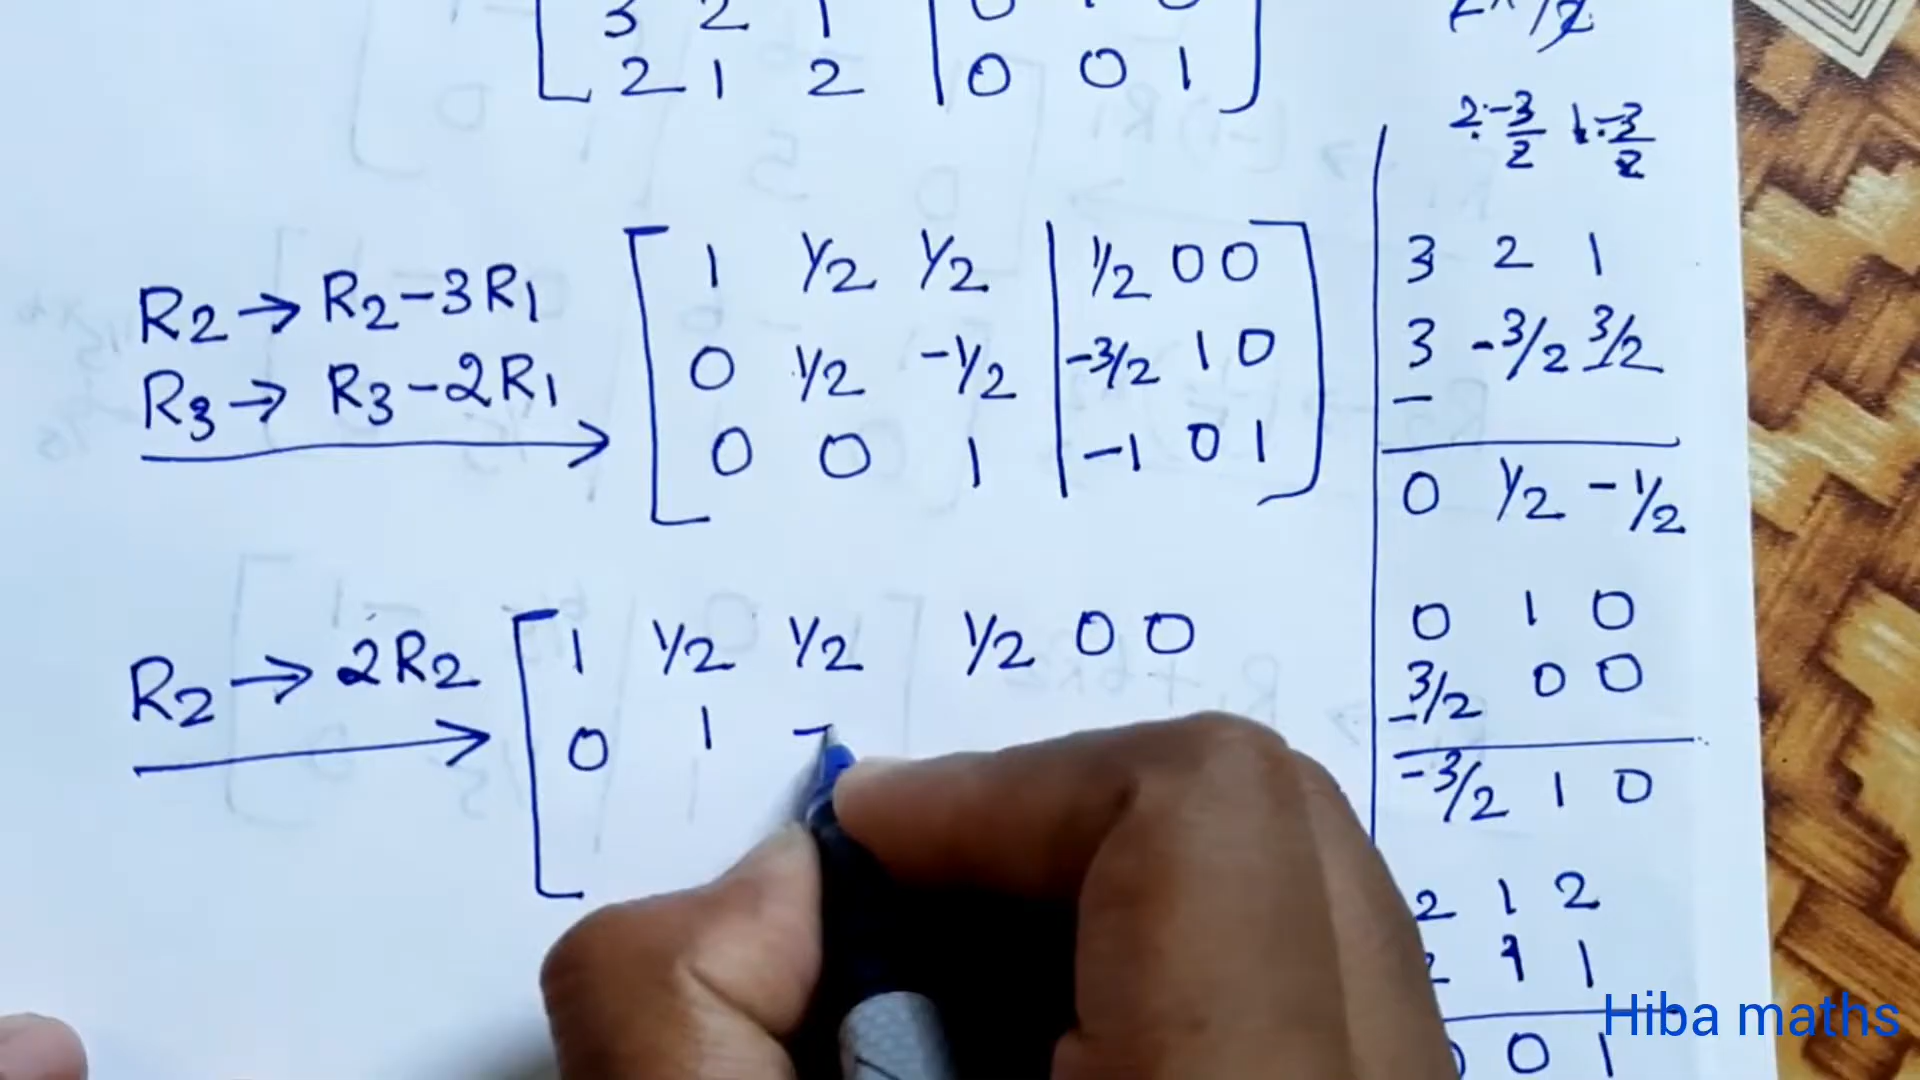 3 2 1 | 0 1 0
2 1 2 | 0 0 1
R2 → R2 - 3R1
R3 → R3 - 2R1
1 1/2 1/2 | 1/2 0 0
0 1/2 -1/2 | -3/2 1 0
0 0 1 | -1 0 1
R2 → 2R2
1 1/2 1/2 1/2 0 0
0 1 -
2·-3/2 1·-3/2
3 2 1
3 -3/2 3/2
-
0 1/2 -1/2
0 1 0
-3/2 0 0
-3/2 1 0
2 1 2
2 1 1
0 0 1
Hiba maths